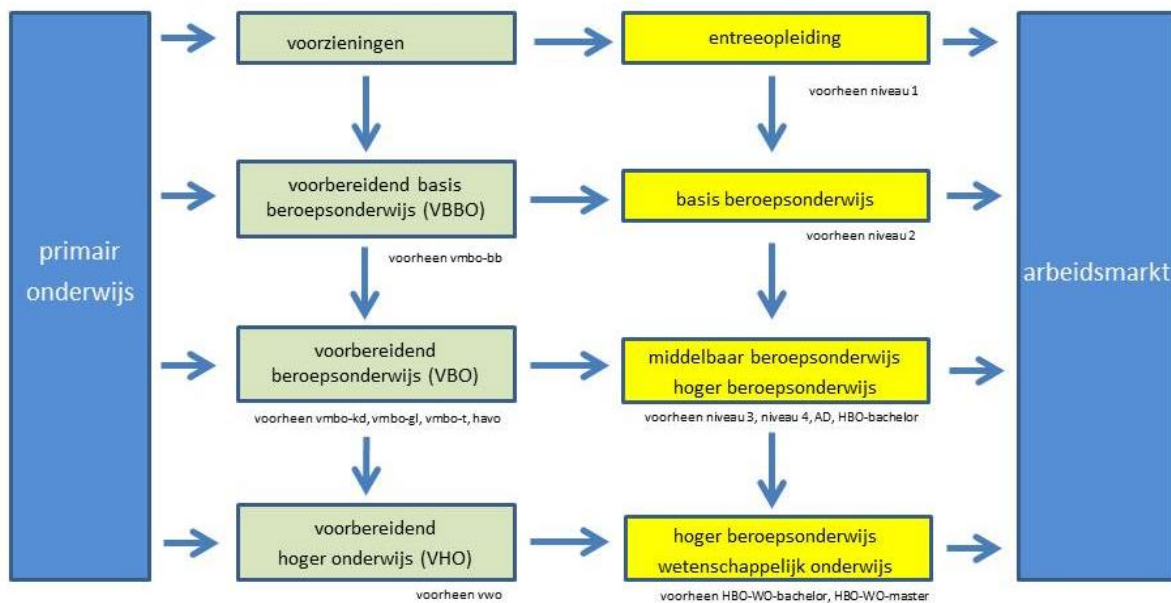 primair
onderwijs
voorzieningen
entreeopleiding
voorheen niveau 1
voorbereidend basis
beroepsonderwijs (VBBO)
voorheen vmbo-bb
basis beroepsonderwijs
voorheen niveau 2
voorbereidend
beroepsonderwijs (VBO)
voorheen vmbo-kd, vmbo-gl, vmbo-t, havo
middelbaar beroepsonderwijs
hoger beroepsonderwijs
voorheen niveau 3, niveau 4, AD, HBO-bachelor
voorbereidend
hoger onderwijs (VHO)
voorheen vwo
hoger beroepsonderwijs
wetenschappelijk onderwijs
voorheen HBO-WO-bachelor, HBO-WO-master
arbeidsmarkt